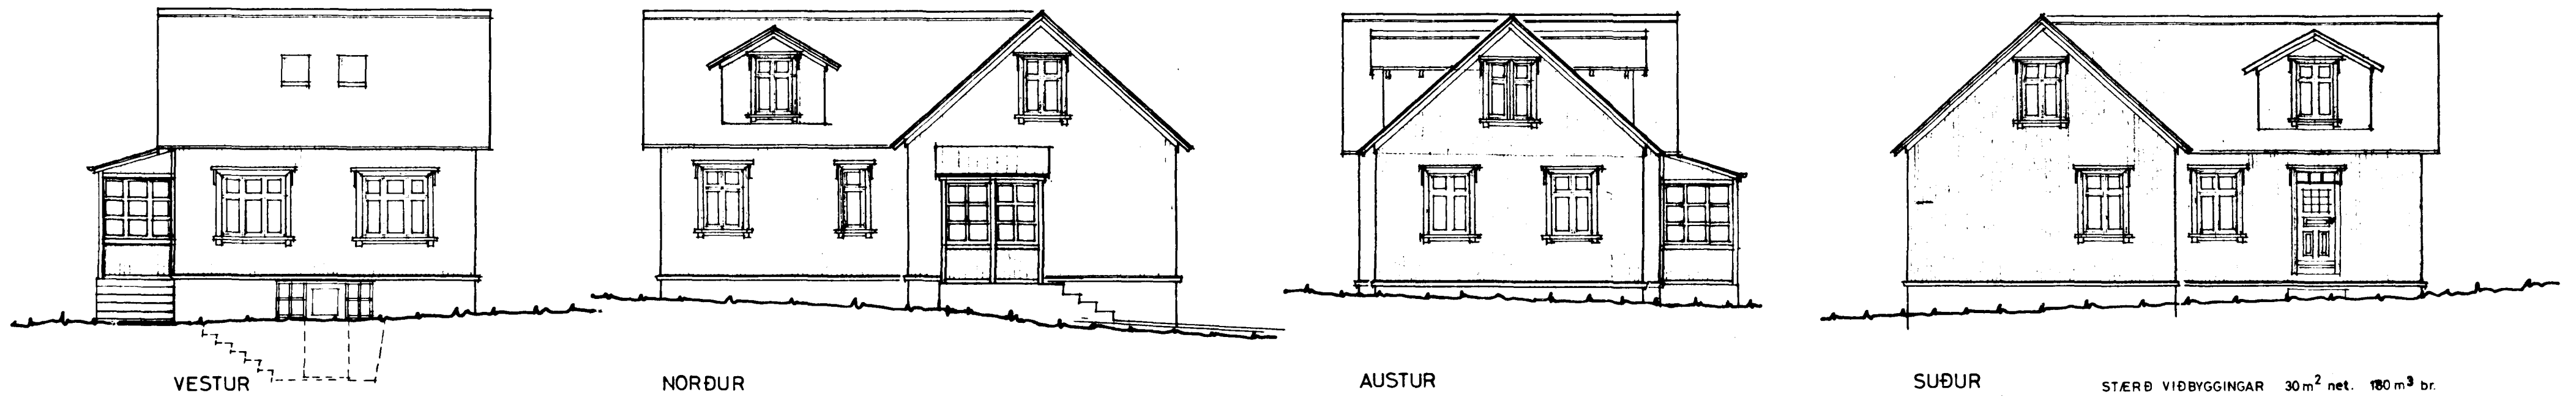 VESTUR
NORÐUR
AUSTUR
SUÐUR
STÆRÐ VIÐBYGGINGAR 30 m² net. 180 m³ br.